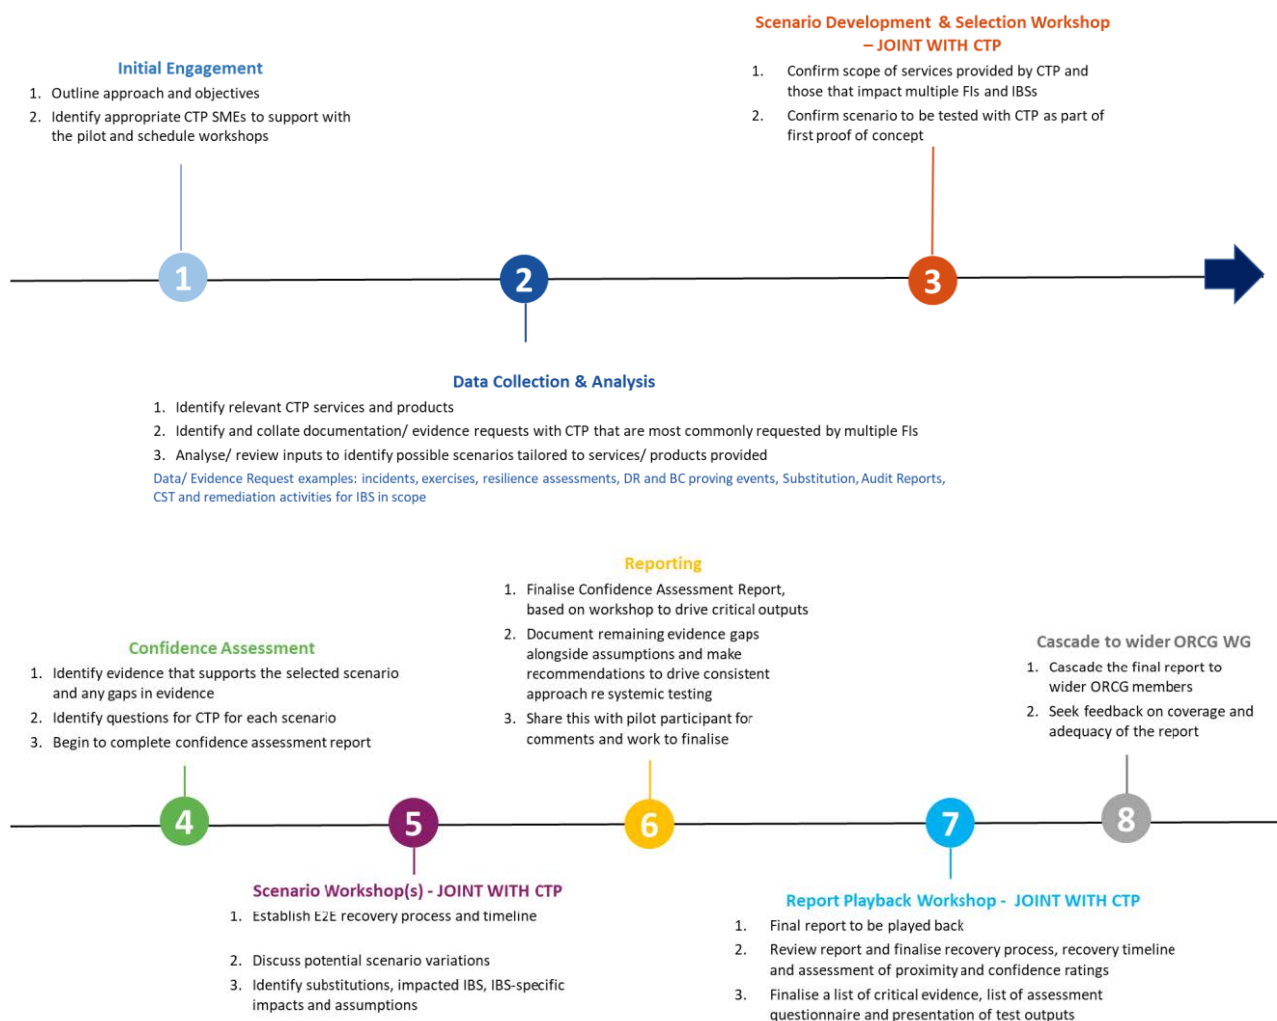 Initial Engagement
1. Outline approach and objectives
2. Identify appropriate CTP SMEs to support with
the pilot and schedule workshops
Scenario Development & Selection Workshop
– JOINT WITH CTP
1. Confirm scope of services provided by CTP and
those that impact multiple FIs and IBSs
2. Confirm scenario to be tested with CTP as part of
first proof of concept
1
2
3
Data Collection & Analysis
1. Identify relevant CTP services and products
2. Identify and collate documentation/ evidence requests with CTP that are most commonly requested by multiple FIs
3. Analyse/ review inputs to identify possible scenarios tailored to services/ products provided
Data/ Evidence Request examples: incidents, exercises, resilience assessments, DR and BC proving events, Substitution, Audit Reports,
CST and remediation activities for IBS in scope
Confidence Assessment
1. Identify evidence that supports the selected scenario
and any gaps in evidence
2. Identify questions for CTP for each scenario
3. Begin to complete confidence assessment report
Reporting
1. Finalise Confidence Assessment Report,
based on workshop to drive critical outputs
2. Document remaining evidence gaps
alongside assumptions and make
recommendations to drive consistent
approach re systemic testing
3. Share this with pilot participant for
comments and work to finalise
Cascade to wider ORCG WG
1. Cascade the final report to
wider ORCG members
2. Seek feedback on coverage and
adequacy of the report
4
5
6
7
8
Scenario Workshop(s) - JOINT WITH CTP
1. Establish E2E recovery process and timeline
2. Discuss potential scenario variations
3. Identify substitutions, impacted IBS, IBS-specific
impacts and assumptions
Report Playback Workshop - JOINT WITH CTP
1. Final report to be played back
2. Review report and finalise recovery process, recovery timeline
and assessment of proximity and confidence ratings
3. Finalise a list of critical evidence, list of assessment
questionnaire and presentation of test outputs